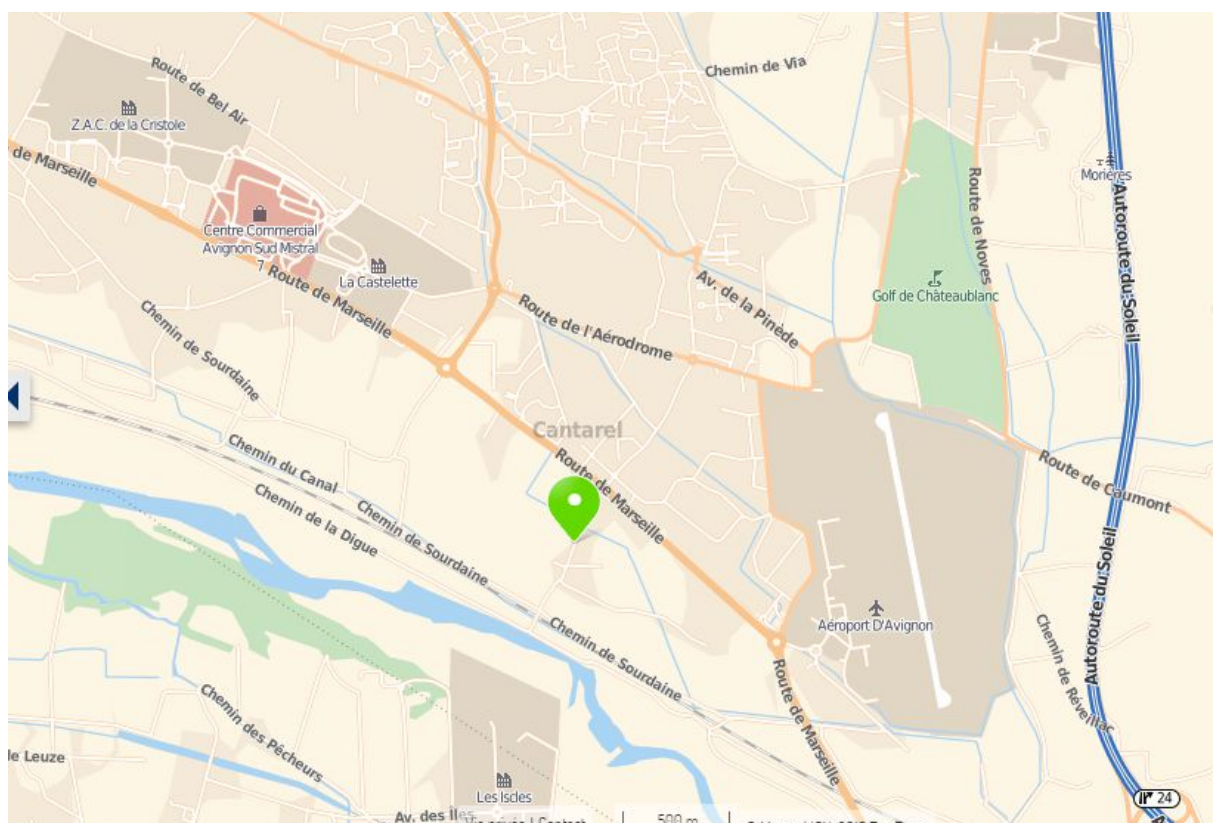 Chemin de Via
Route de Bel Air
Z.A.C. de la Cristole
de Marseille
Morières
Autoroute du Soleil
Route de Noves
Centre Commercial
Avignon Sud Mistral
7
La Castelette
Route de Marseille
Av. de la Pinède
Golf de Châteaublanc
Route de l'Aérodrome
Chemin de Sourdaine
Cantarel
Chemin du Canal
Route de Marseille
Route de Caumont
Chemin de la Digue
Chemin de Sourdaine
Autoroute du Soleil
Aéroport D'Avignon
Chemin de Sourdaine
Chemin de Réveillac
Route de Marseille
Chemin des Pêcheurs
le Leuze
Les Iscles
24
Av. des Îles
500 m